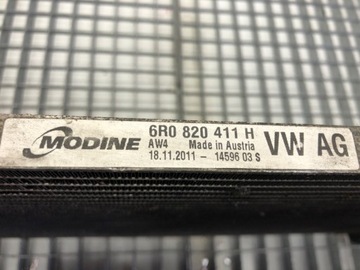 MODINE 6R0 820 411 H VW AG
AW4 Made in Austria
18.11.2011 – 14596 03 S